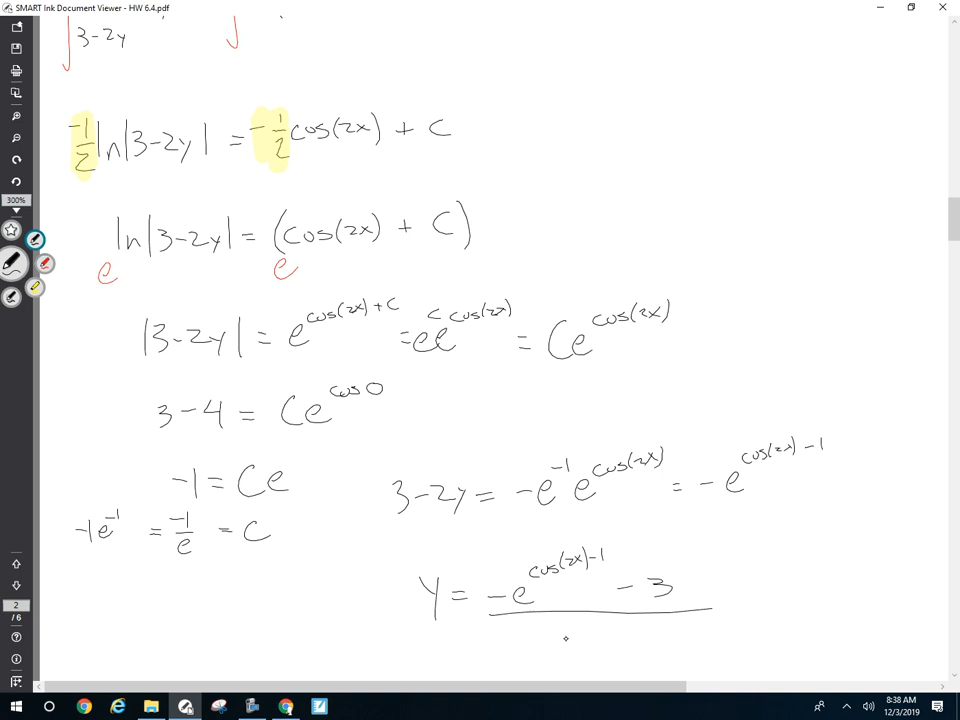 SMART Ink Document Viewer - HW 6.4.pdf
∫ 3-2y ∫
-1/2 ln|3-2y| = -1/2 cos(2x) + C
ln|3-2y| = (cos(2x) + C)
e e
|3-2y| = e^{cos(2x)+C} = e^C e^{cos(2x)} = Ce^{cos(2x)}
3-4 = Ce^{cos 0}
-1 = Ce
3-2y = -e^{-1} e^{cos(2x)} = -e^{cos(2x)-1}
-1e^{-1} = -1/e = C
y = -e^{cos(2x)-1} - 3
300%
2
/ 6
8:38 AM
12/3/2019